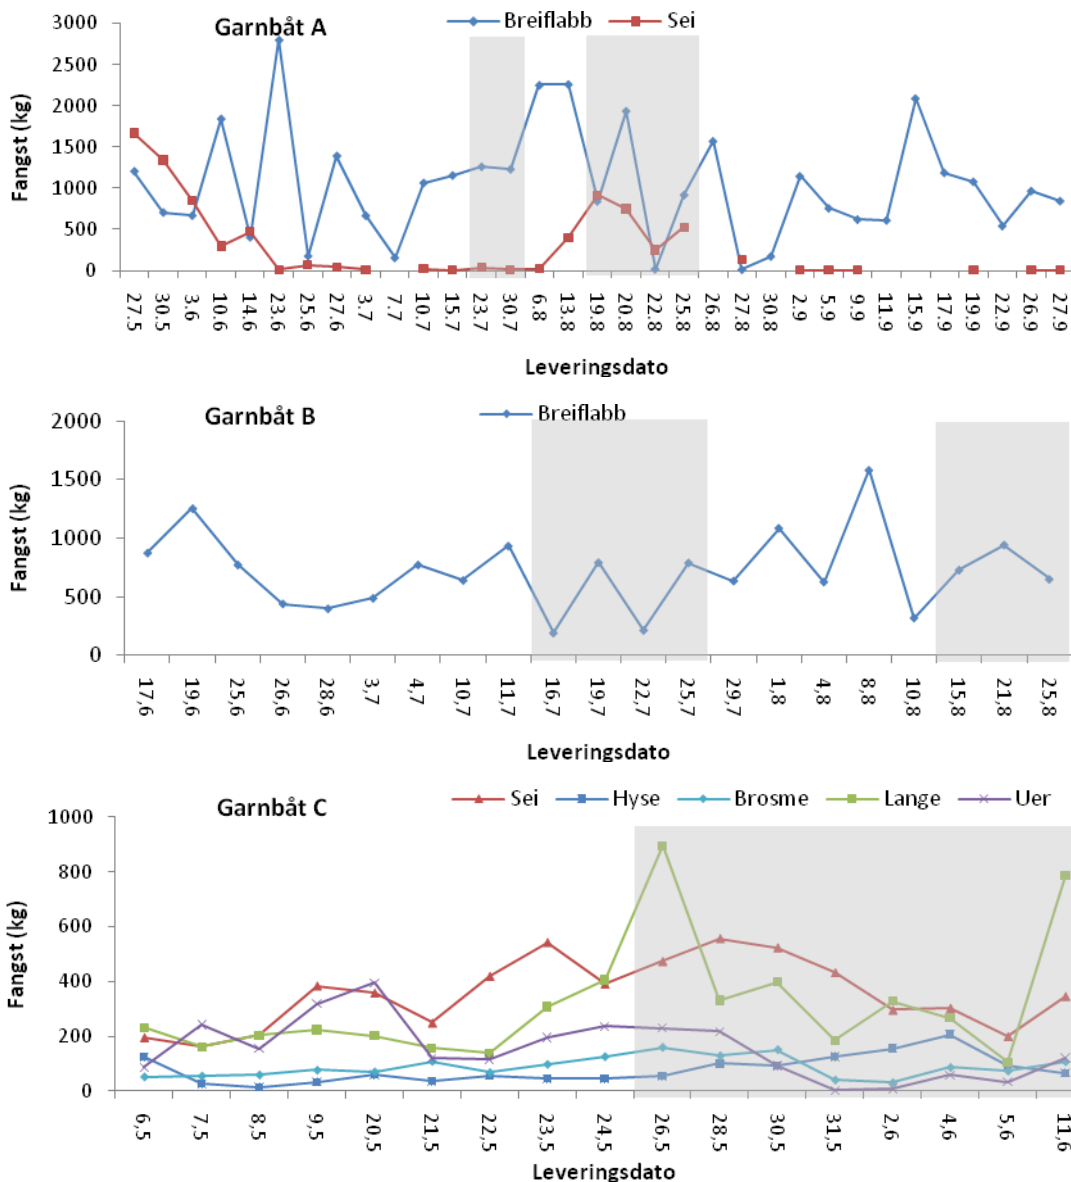 Garnbåt A
Breiflabb Sei
Fangst (kg)
3000
2500
2000
1500
1000
500
0
27.5 30.5 3.6 10.6 14.6 23.6 25.6 27.6 3.7 7.7 10.7 15.7 23.7 30.7 6.8 13.8 19.8 20.8 22.8 25.8 26.8 27.8 30.8 2.9 5.9 9.9 11.9 15.9 17.9 19.9 22.9 26.9 27.9
Leveringsdato
Garnbåt B
Breiflabb
Fangst (kg)
2000
1500
1000
500
0
17,6 19,6 25,6 26,6 28,6 3,7 4,7 10,7 11,7 16,7 19,7 22,7 25,7 29,7 1,8 4,8 8,8 10,8 15,8 21,8 25,8
Leveringsdato
Garnbåt C
Sei Hyse Brosme Lange Uer
Fangst (kg)
1000
800
600
400
200
0
6,5 7,5 8,5 9,5 20,5 21,5 22,5 23,5 24,5 26,5 28,5 30,5 31,5 2,6 4,6 5,6 11,6
Leveringsdato